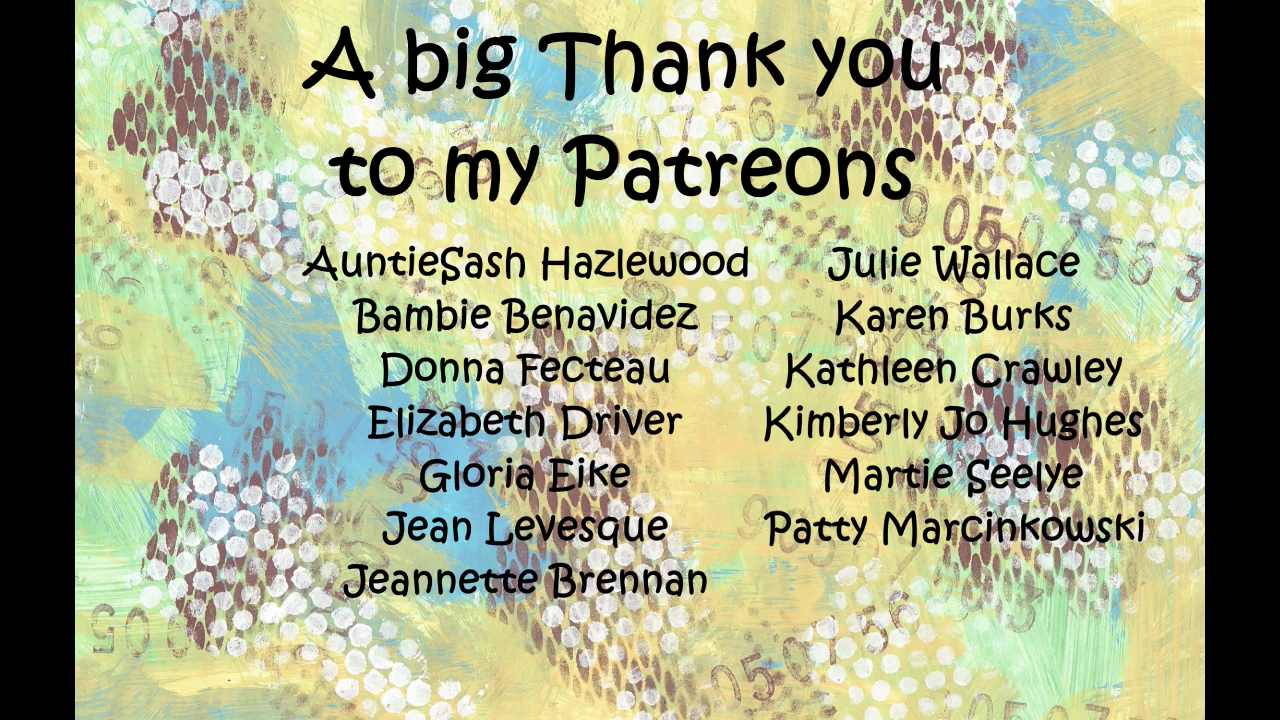 A big Thank you
to my Patreons
AuntieSash Hazlewood
Bambie Benavidez
Donna Fecteau
Elizabeth Driver
Gloria Eike
Jean Levesque
Jeannette Brennan
Julie Wallace
Karen Burks
Kathleen Crawley
Kimberly Jo Hughes
Martie Seelye
Patty Marcinkowski